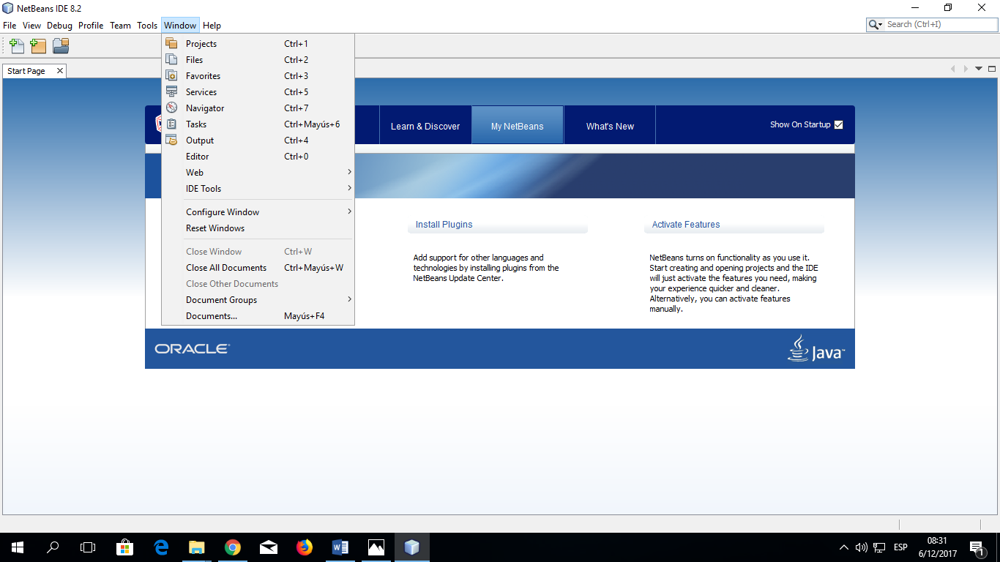 NetBeans IDE 8.2
File View Debug Profile Team Tools Window Help
Search (Ctrl+I)
Start Page
Projects Ctrl+1
Files Ctrl+2
Favorites Ctrl+3
Services Ctrl+5
Navigator Ctrl+7
Tasks Ctrl+Mayús+6
Output Ctrl+4
Editor Ctrl+0
Web
IDE Tools
Configure Window
Reset Windows
Close Window Ctrl+W
Close All Documents Ctrl+Mayús+W
Close Other Documents
Document Groups
Documents... Mayús+F4
Learn & Discover
My NetBeans
What's New
Show On Startup
Install Plugins
Add support for other languages and
technologies by installing plugins from the
NetBeans Update Center.
Activate Features
NetBeans turns on functionality as you use it.
Start creating and opening projects and the IDE
will just activate the features you need, making
your experience quicker and cleaner.
Alternatively, you can activate features
manually.
ORACLE
Java™
ESP
08:31
6/12/2017
1